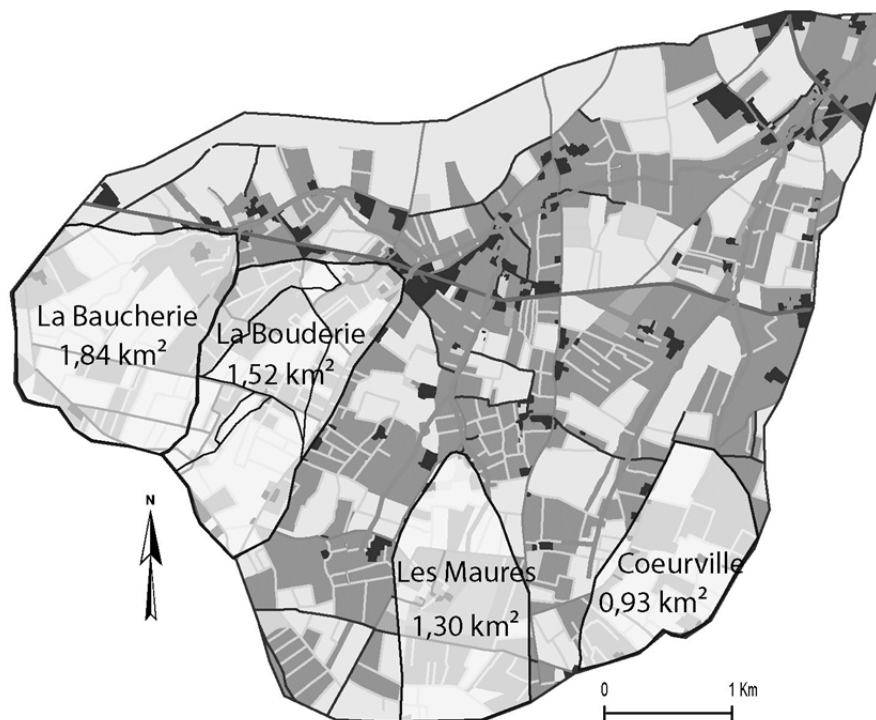 La Baucherie
1,84 km²
La Bouderie
1,52 km²
N
Les Maures
1,30 km²
Coeurville
0,93 km²
0 1 Km